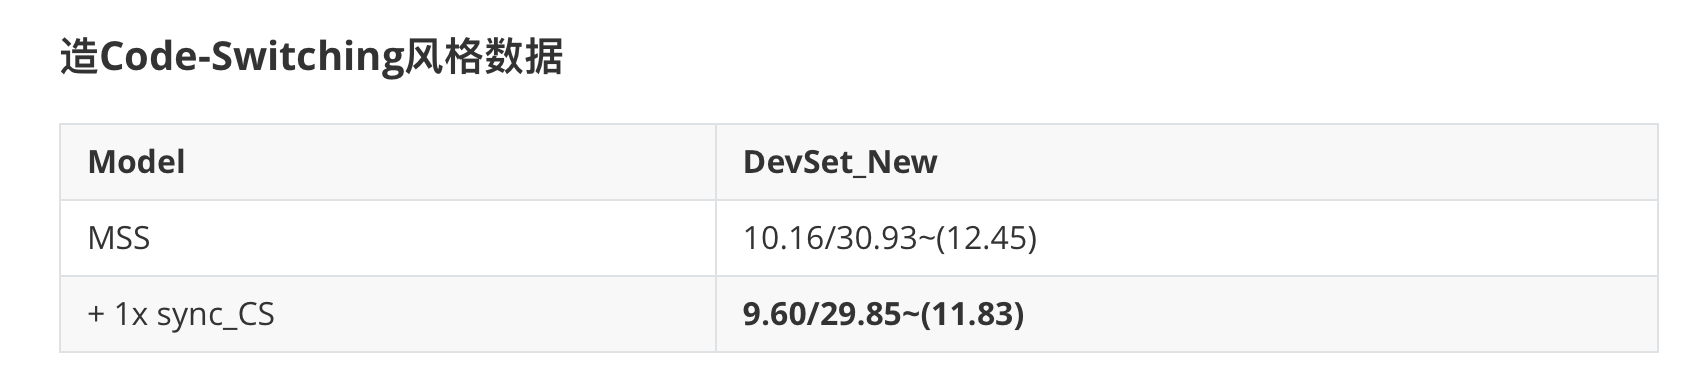 造Code-Switching风格数据
Model DevSet_New
MSS 10.16/30.93~(12.45)
+ 1x sync_CS 9.60/29.85~(11.83)